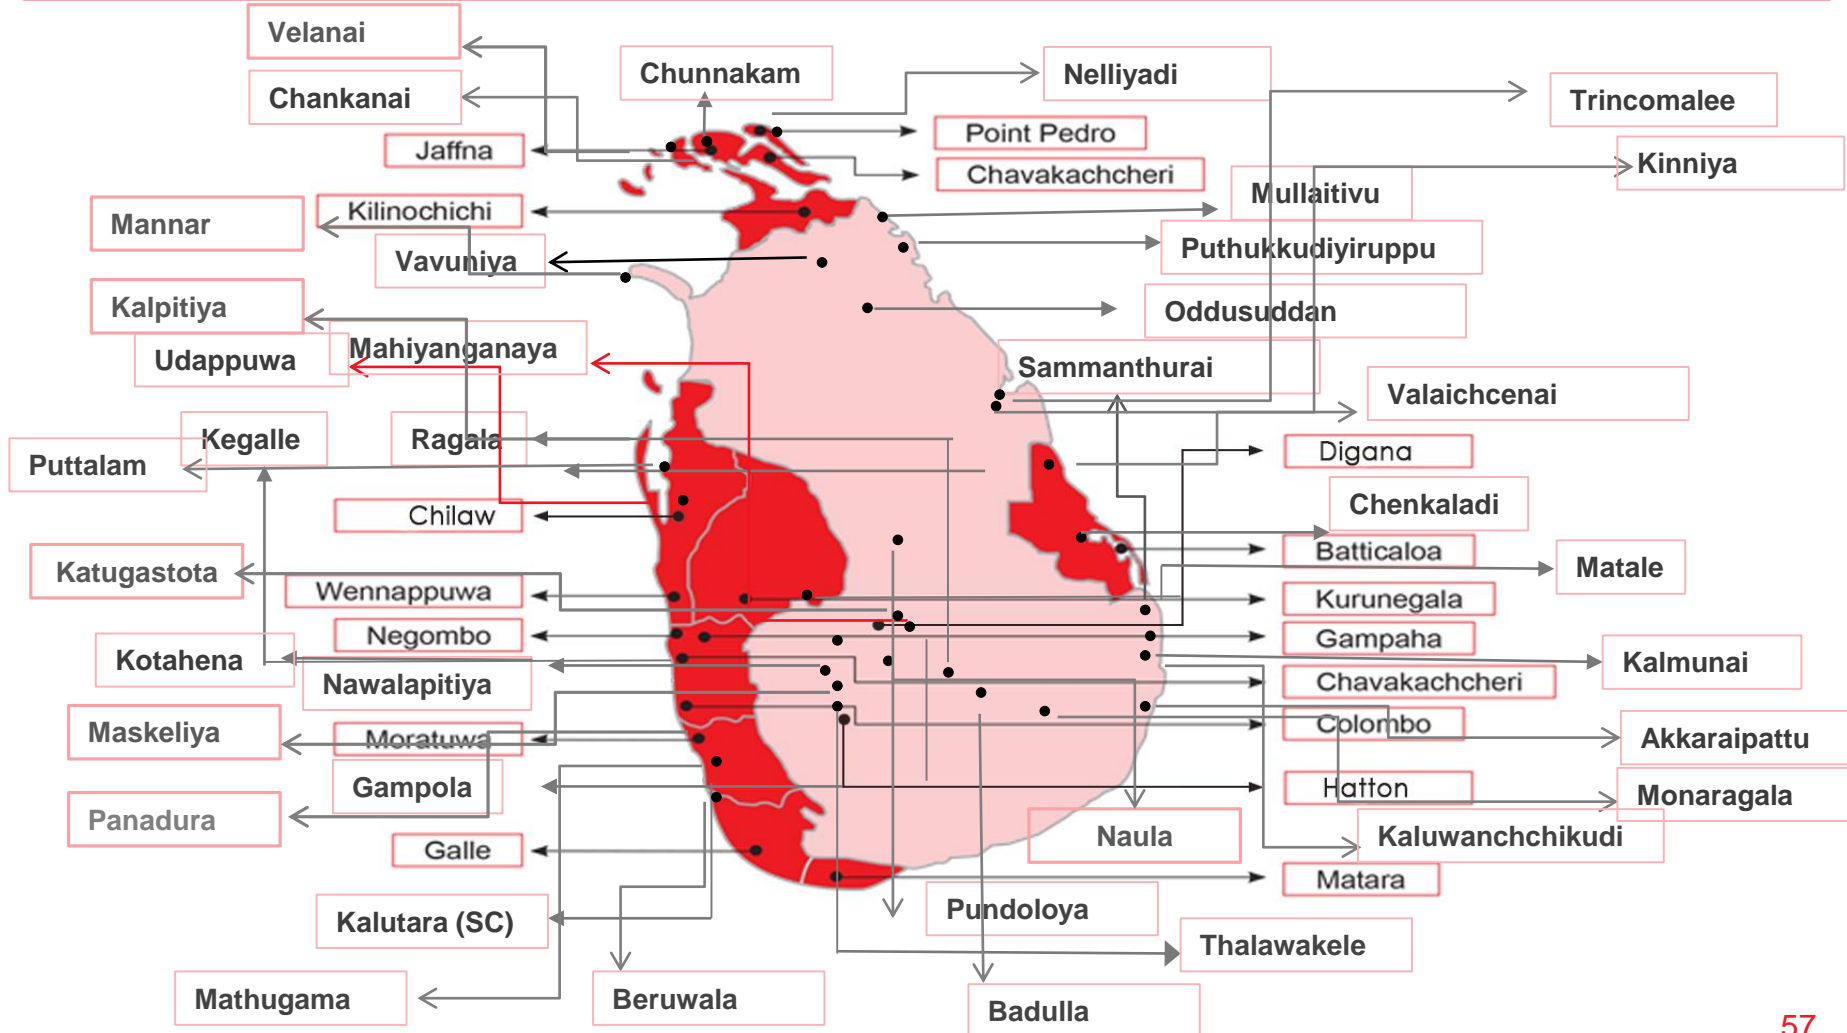 Velanai
Chunnakam
Nelliyadi
Chankanai
Trincomalee
Point Pedro
Jaffna
Chavakachcheri
Kinniya
Mullaitivu
Kilinochichi
Mannar
Puthukkudiyiruppu
Vavuniya
Kalpitiya
Oddusuddan
Mahiyanganaya
Udappuwa
Sammanthurai
Valaichcenai
Kegalle
Ragala
Digana
Puttalam
Chenkaladi
Chilaw
Batticaloa
Katugastota
Matale
Wennappuwa
Kurunegala
Negombo
Gampaha
Kotahena
Kalmunai
Nawalapitiya
Chavakachcheri
Maskeliya
Moratuwa
Colombo
Akkaraipattu
Gampola
Hatton
Monaragala
Panadura
Naula
Kaluwanchchikudi
Galle
Matara
Pundoloya
Kalutara (SC)
Thalawakele
Mathugama
Beruwala
Badulla
57